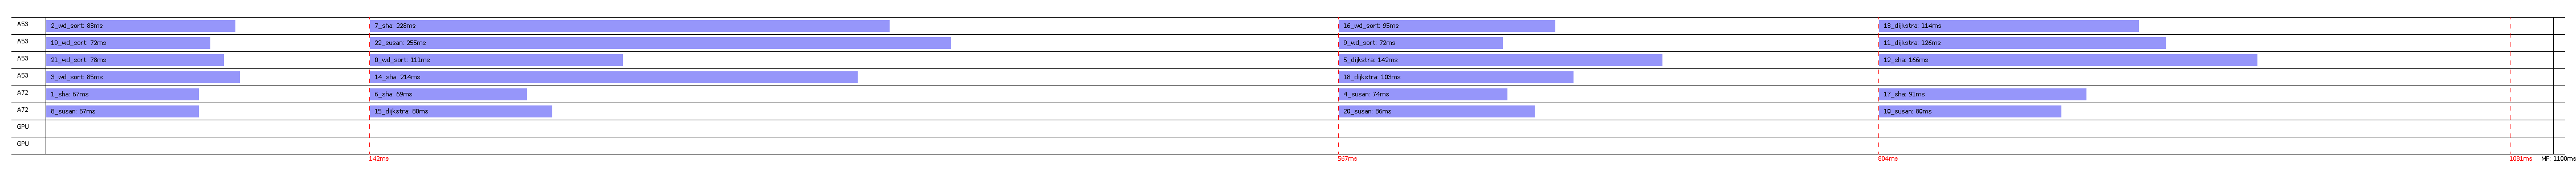 A53 2_wd_sort: 83ms 7_sha: 228ms 16_wd_sort: 95ms 13_dijkstra: 114ms
A53 19_wd_sort: 72ms 22_susan: 255ms 9_wd_sort: 72ms 11_dijkstra: 126ms
A53 21_wd_sort: 78ms 0_wd_sort: 111ms 5_dijkstra: 142ms 12_sha: 166ms
A53 3_wd_sort: 85ms 14_sha: 214ms 18_dijkstra: 103ms
A72 1_sha: 67ms 6_sha: 69ms 4_susan: 74ms 17_sha: 91ms
A72 8_susan: 67ms 15_dijkstra: 80ms 20_susan: 86ms 10_susan: 80ms
GPU
GPU
142ms 567ms 804ms 1081ms MF: 1100ms